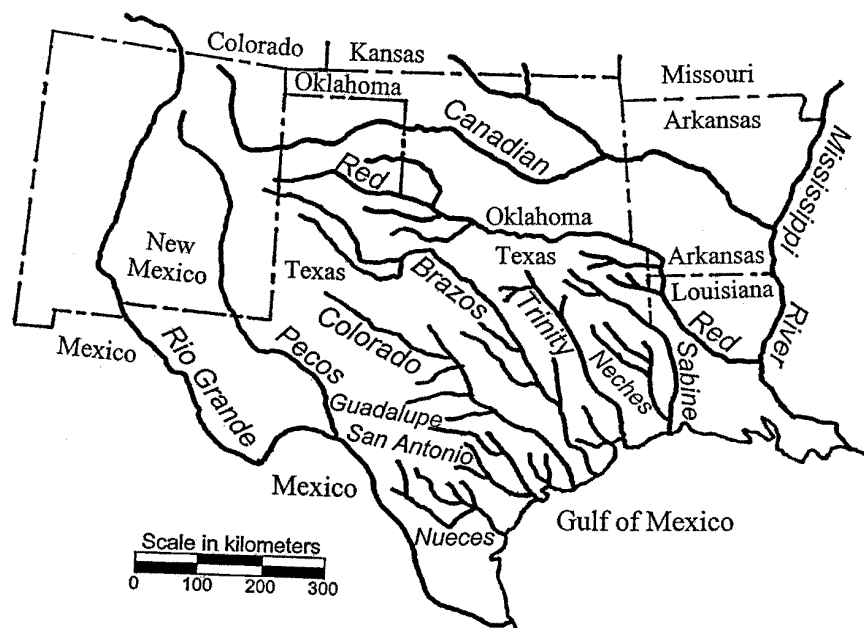 Colorado
Kansas
Missouri
Oklahoma
Arkansas
Canadian
Mississippi
River
Red
Oklahoma
New
Mexico
Texas
Texas
Arkansas
Louisiana
Brazos
Trinity
Red
Colorado
Neches
Sabine
Mexico
Rio Grande
Pecos
Guadalupe
San Antonio
Mexico
Gulf of Mexico
Nueces
Scale in kilometers
0 100 200 300